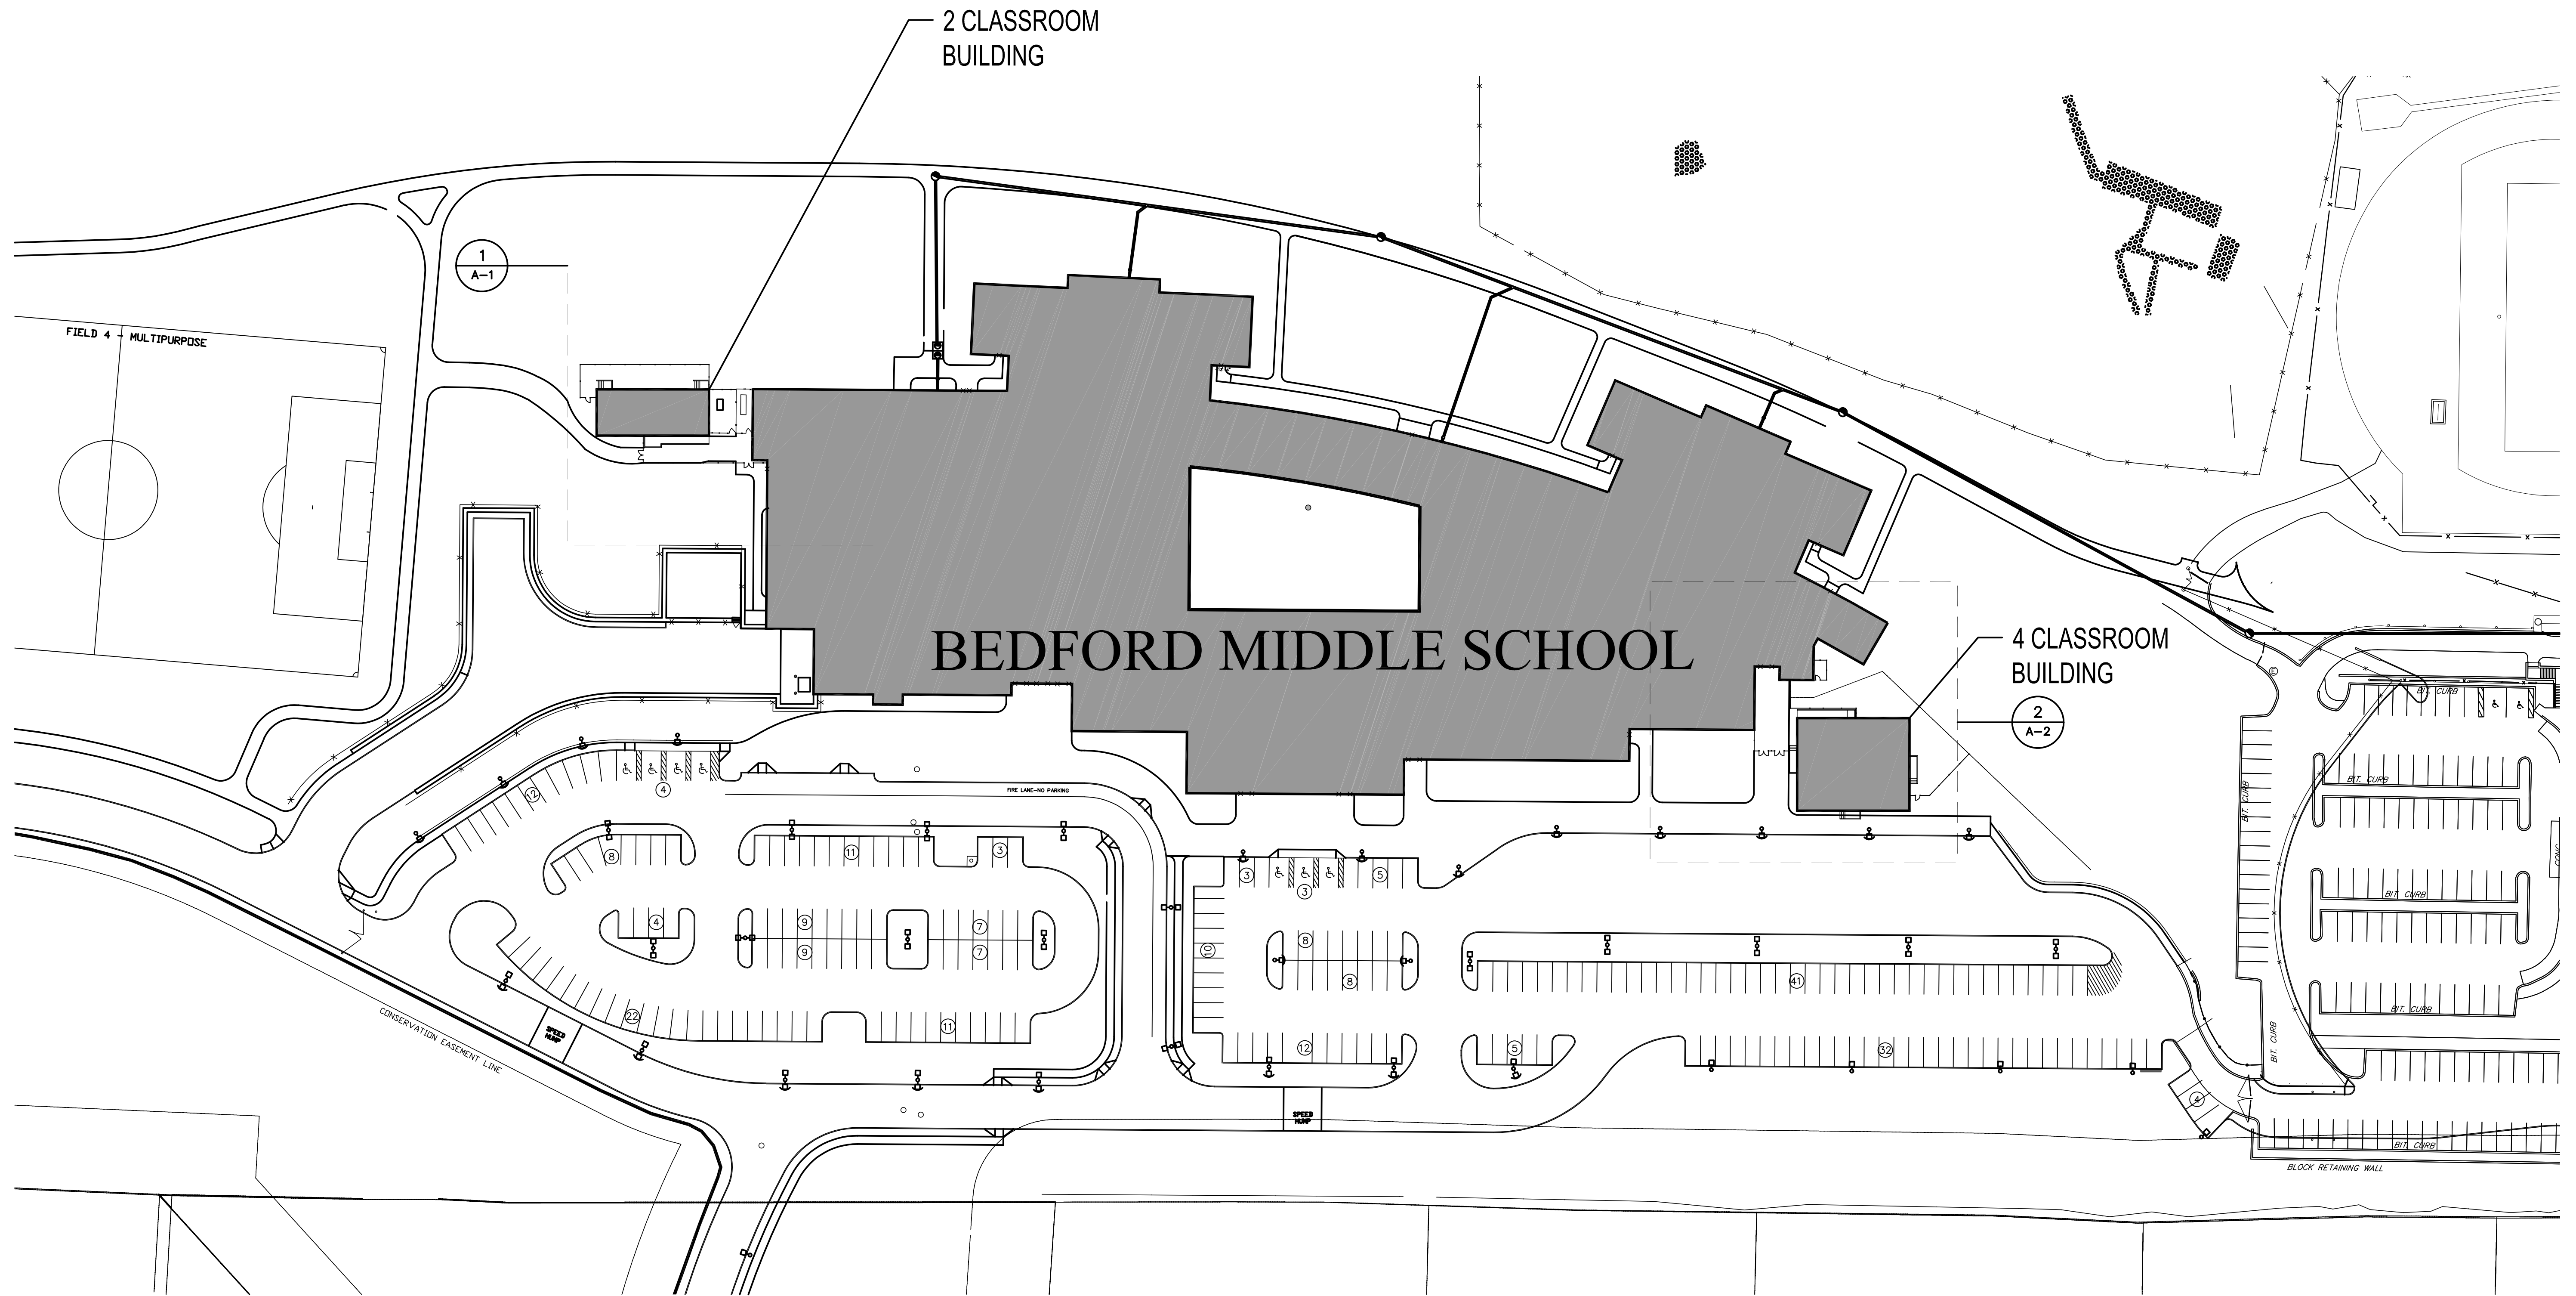 2 CLASSROOM
BUILDING
1
A-1
FIELD 4 - MULTIPURPOSE
BEDFORD MIDDLE SCHOOL
4 CLASSROOM
BUILDING
2
A-2
E
BIT. CURB
BIT. CURB
BIT. CURB
BIT. CURB
BIT. CURB
BIT. CURB
BIT. CURB
CONC
12
4
FIRE LANE-NO PARKING
8
11
3
3
3
5
4
9
7
9
7
10
8
8
41
22
11
12
5
32
4
SPEED
HUMP
SPEED
HUMP
CONSERVATION EASEMENT LINE
BLOCK RETAINING WALL